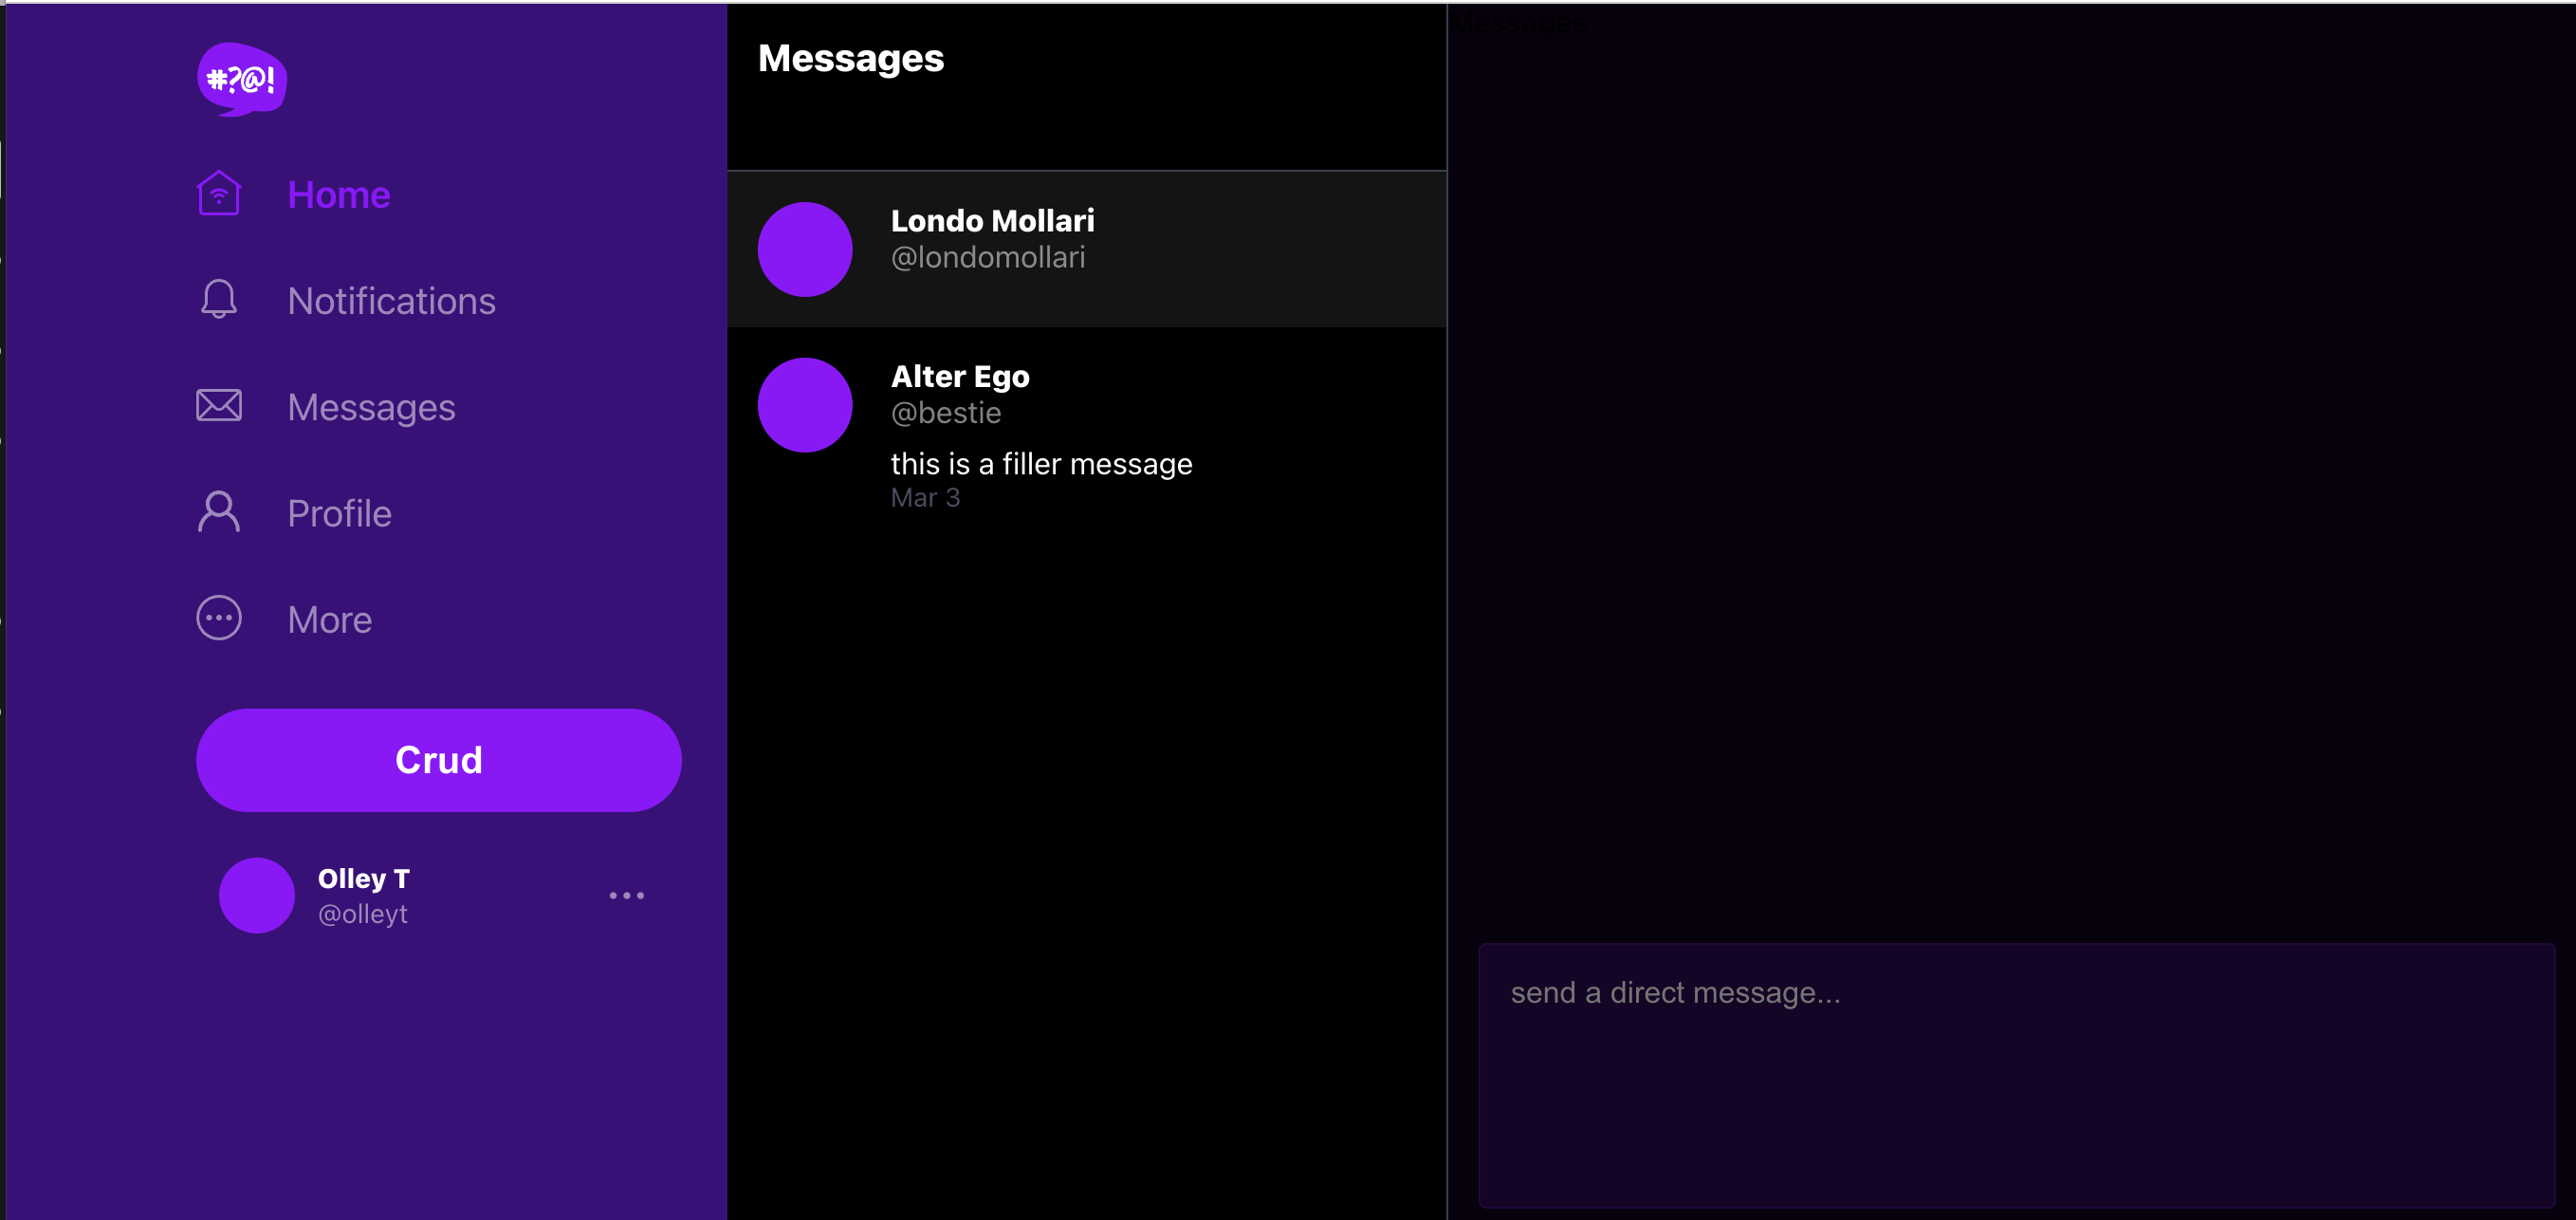 #?@!
Home
Notifications
Messages
Profile
More
Crud
Olley T
@olleyt
...
Messages
Londo Mollari
@londomollari
Alter Ego
@bestie
this is a filler message
Mar 3
Messages
send a direct message...